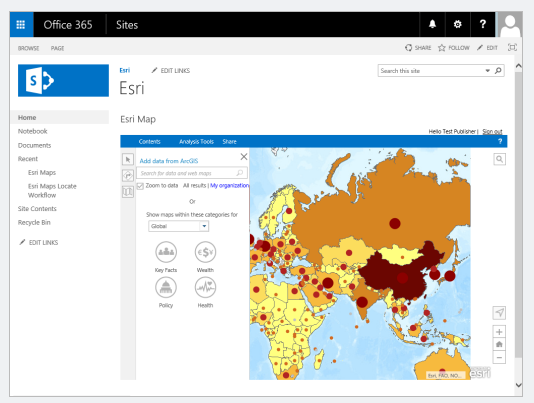 Office 365
Sites
?
BROWSE PAGE
SHARE FOLLOW EDIT
S
Esri EDIT LINKS
Search this site
Esri
Home
Notebook
Documents
Recent
Esri Maps
Esri Maps Locate
Workflow
Site Contents
Recycle Bin
EDIT LINKS
Esri Map
Hello Test Publisher | Sign out
Contents Analysis Tools Share ?
Add data from ArcGIS
Search for data and web maps
Zoom to data All results | My organization
Or
Show maps within these categories for
Global
Key Facts
€$¥
Wealth
Policy
Health
+
−
Esri, FAO, NO...
esri